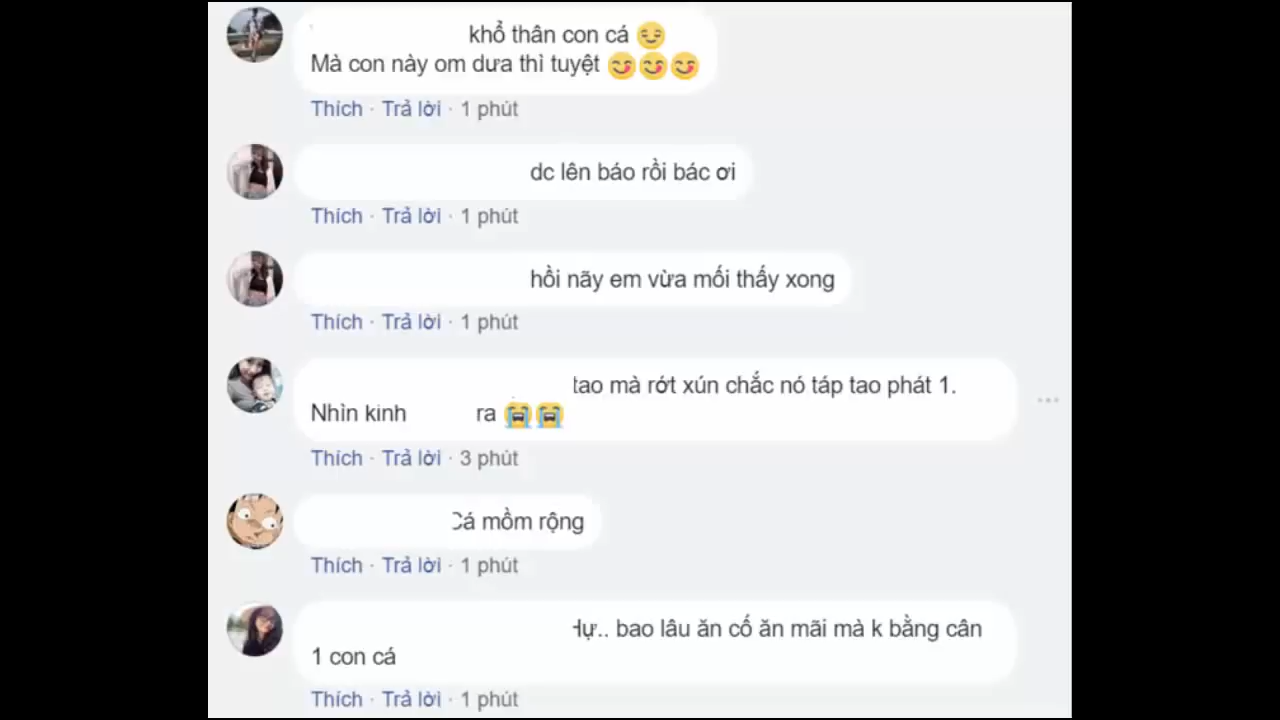 khổ thân con cá 😏
Mà con này om dưa thì tuyệt 😋😋😋
Thích · Trả lời · 1 phút
dc lên báo rồi bác ơi
Thích · Trả lời · 1 phút
hồi nãy em vừa mối thấy xong
Thích · Trả lời · 1 phút
tao mà rớt xún chắc nó táp tao phát 1.
Nhìn kinh ra 😭😭
Thích · Trả lời · 3 phút
Cá mồm rộng
Thích · Trả lời · 1 phút
Hự.. bao lâu ăn cố ăn mãi mà k bằng cân
1 con cá
Thích · Trả lời · 1 phút